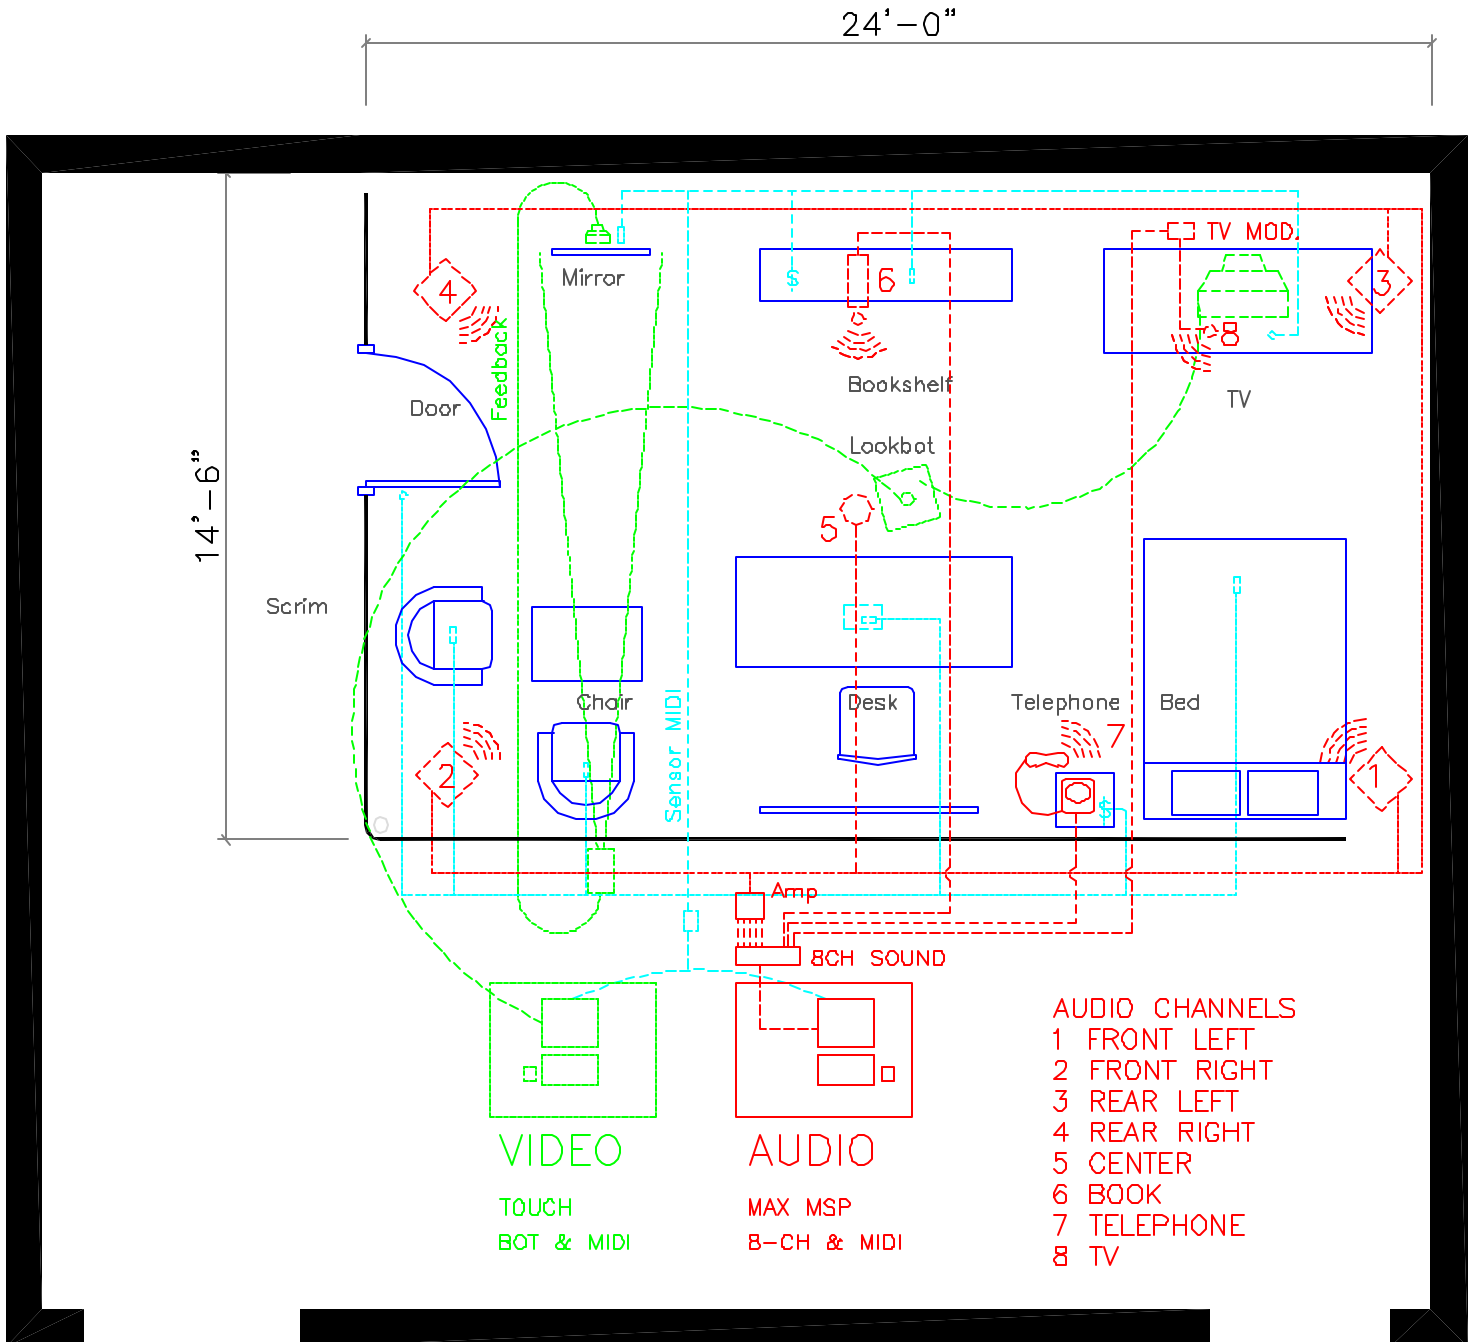 24'-0"
TV MOD.
Mirror
4
6
3
8
Feedback
Bookshelf
TV
Door
Lookbot
14'-6"
5
Scrim
Chair
Sensor MIDI
Desk
Telephone
Bed
7
2
1
$
$
Amp
8CH SOUND
VIDEO
TOUCH
BOT & MIDI
AUDIO
MAX MSP
8-CH & MIDI
AUDIO CHANNELS
1 FRONT LEFT
2 FRONT RIGHT
3 REAR LEFT
4 REAR RIGHT
5 CENTER
6 BOOK
7 TELEPHONE
8 TV